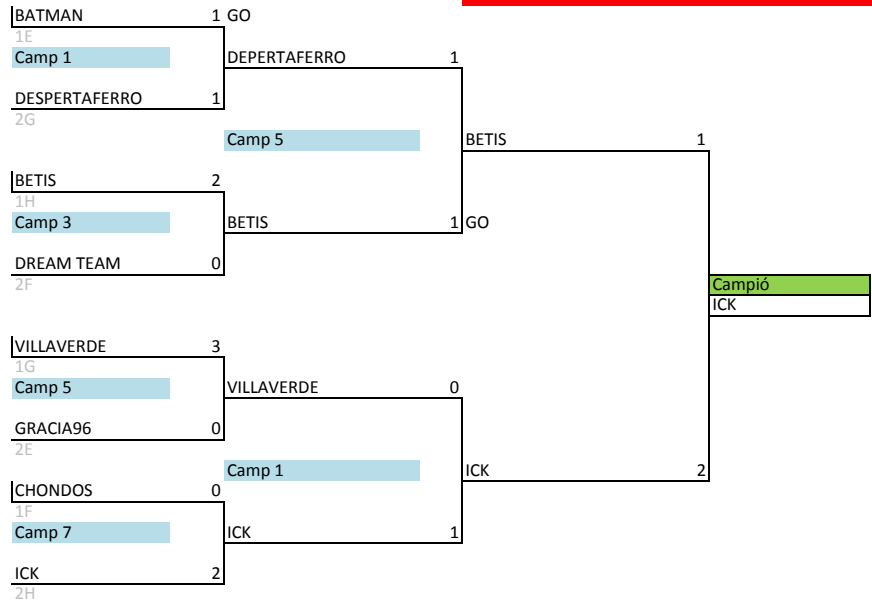 BATMAN 1 GO
1E
Camp 1 DEPERTAFERRO 1
DESPERTAFERRO 1
2G
Camp 5 BETIS 1
BETIS 2
1H
Camp 3 BETIS 1 GO
DREAM TEAM 0
2F Campió
ICK
VILLAVERDE 3
1G
Camp 5 VILLAVERDE 0
GRACIA96 0
2E
Camp 1 ICK 2
CHONDOS 0
1F
Camp 7 ICK 1
ICK 2
2H